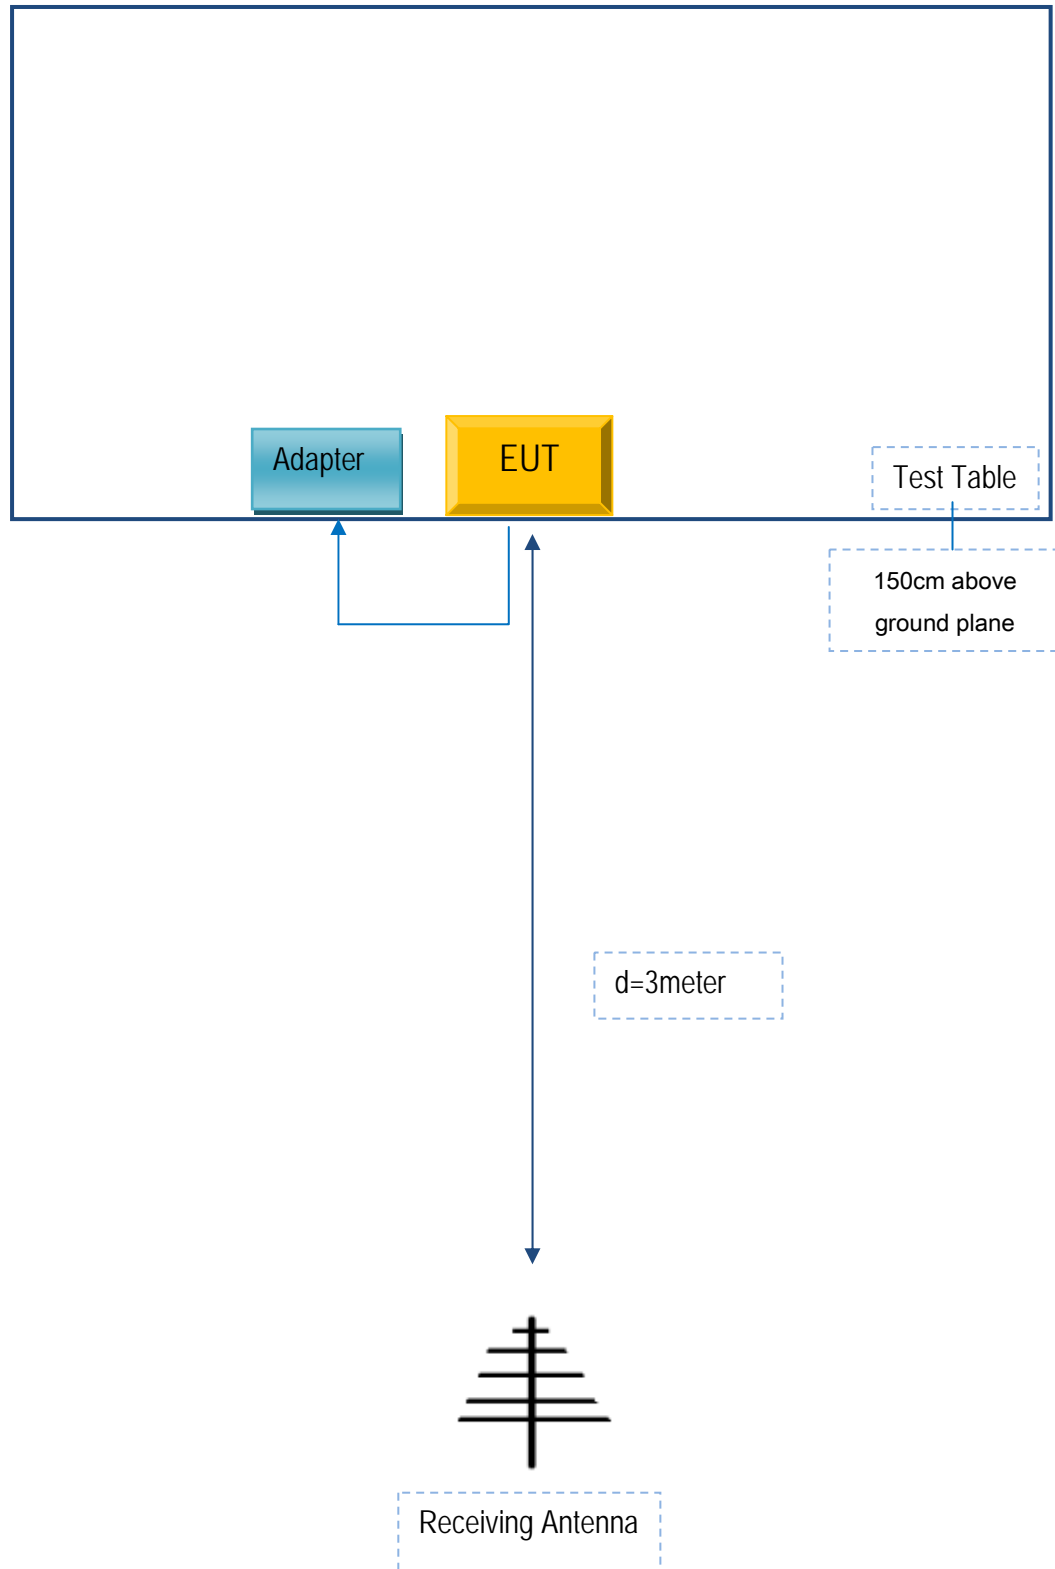 Adapter
EUT
Test Table
150cm above
ground plane
d=3meter
Receiving Antenna